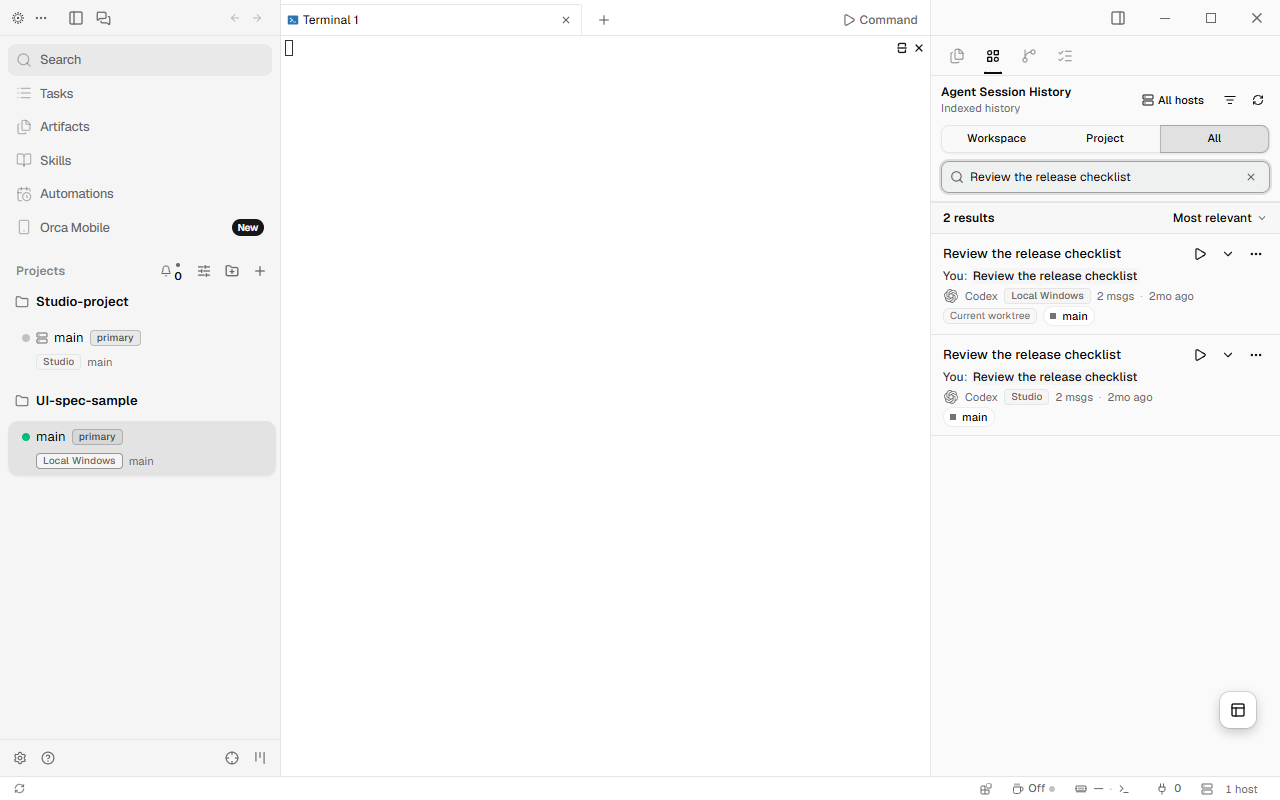 Search
Tasks
Artifacts
Skills
Automations
Orca Mobile
New
Projects
0
Studio-project
main primary
Studio main
UI-spec-sample
main primary
Local Windows main
Terminal 1
Command
Agent Session History
Indexed history
All hosts
Workspace Project All
Review the release checklist
2 results
Most relevant
Review the release checklist
You: Review the release checklist
Codex Local Windows 2 msgs · 2mo ago
Current worktree main
Review the release checklist
You: Review the release checklist
Codex Studio 2 msgs · 2mo ago
main
Off
0
1 host